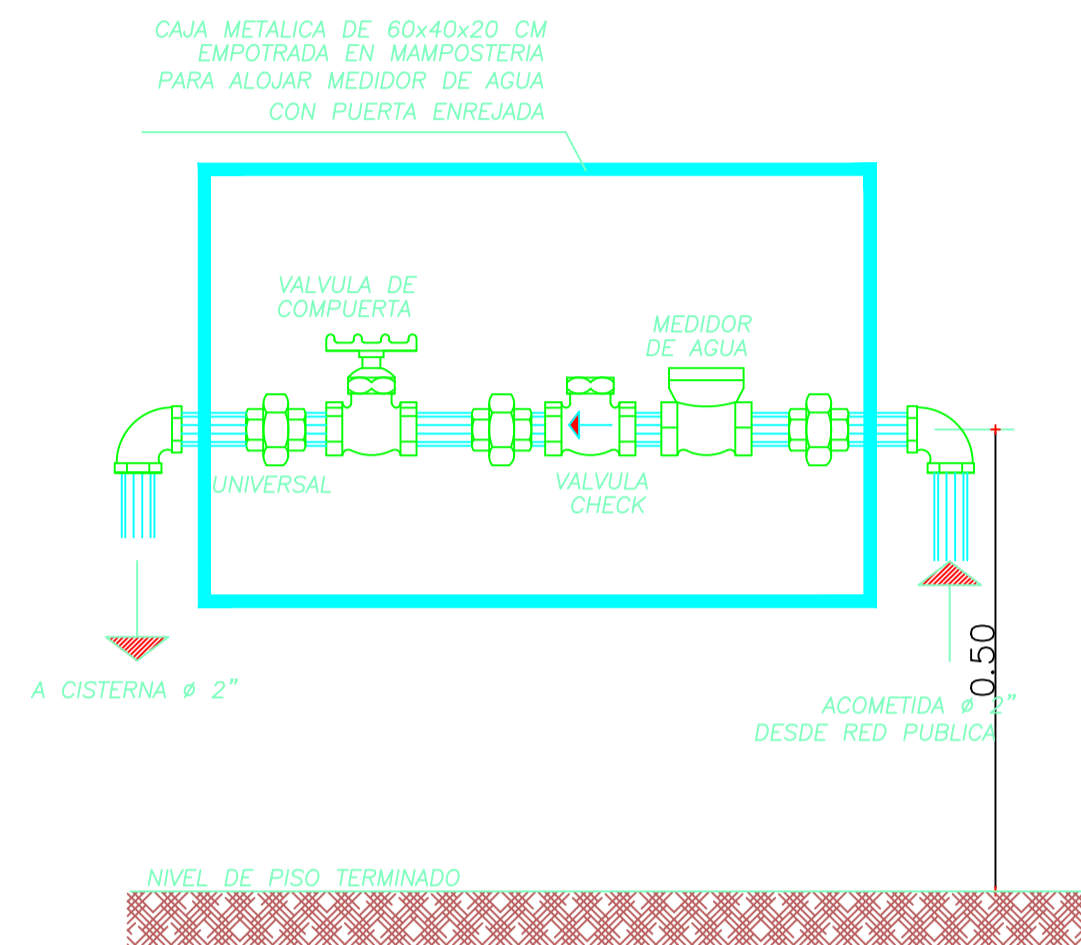 CAJA METALICA DE 60x40x20 CM
EMPOTRADA EN MAMPOSTERIA
PARA ALOJAR MEDIDOR DE AGUA
CON PUERTA ENREJADA
VALVULA DE
COMPUERTA
MEDIDOR
DE AGUA
UNIVERSAL
VALVULA
CHECK
0.50
A CISTERNA ø 2”
ACOMETIDA ø 2”
DESDE RED PUBLICA
NIVEL DE PISO TERMINADO